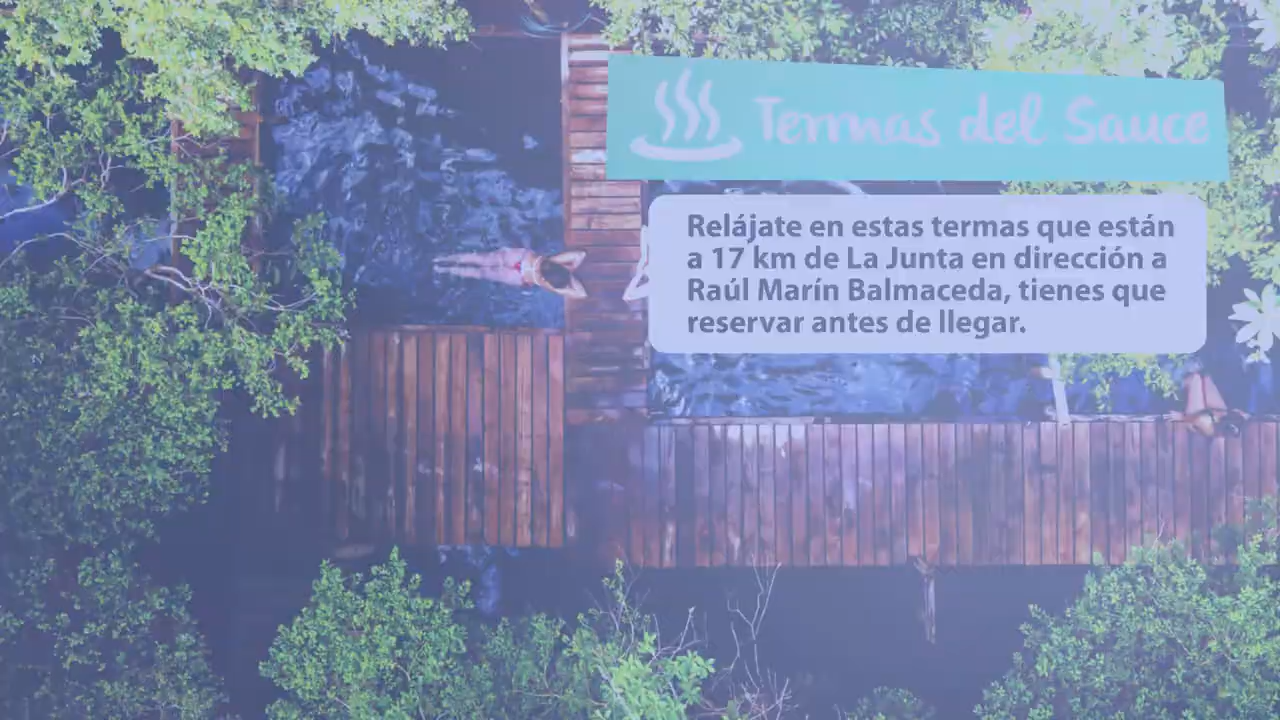 Termas del Sauce
Relájate en estas termas que están
a 17 km de La Junta en dirección a
Raúl Marín Balmaceda, tienes que
reservar antes de llegar.